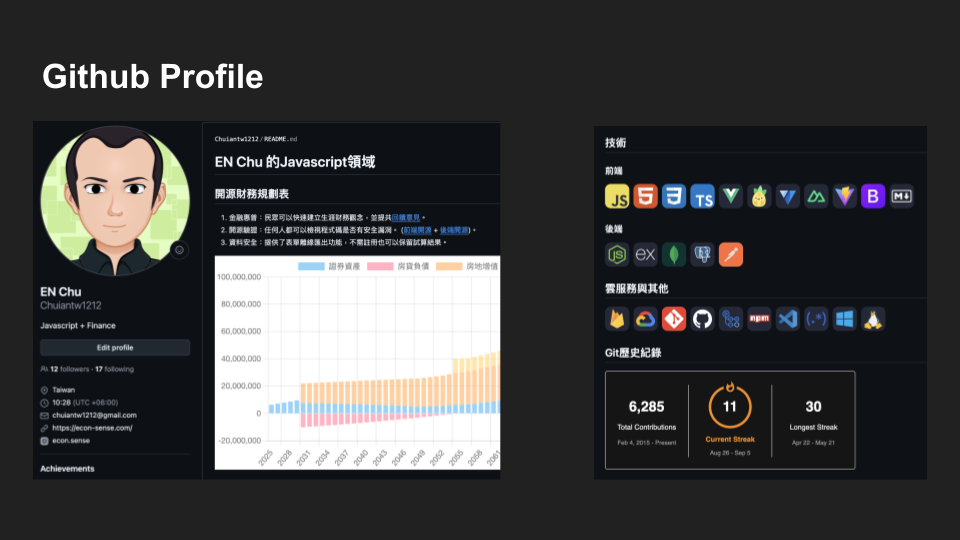 Github Profile
EN Chu
Chuiantw1212
Javascript + Finance
Edit profile
12 followers · 17 following
Taiwan
10:28 (UTC +08:00)
chuiantw1212@gmail.com
https://econ-sense.com/
econ.sense
Achievements
Chuiantw1212/README.md
EN Chu 的Javascript領域
開源財務規劃表
1. 金融普惠：民眾可以快速建立生涯財務觀念，並提共回饋意見。
2. 開源驗證：任何人都可以檢視程式碼是否有安全漏洞。(前端開源 + 後端開源)。
3. 資料安全：提供了表單離線匯出功能，不需註冊也可以保留試算結果。
證券資產 房貸負債 房地增值
100,000,000
80,000,000
60,000,000
40,000,000
20,000,000
0
-20,000,000
2025 2028 2031 2034 2037 2040 2043 2046 2049 2052 2055 2058 2061
技術
前端
JS 5 3 TS B M
後端
JS ex
雲服務與其他
npm (.*)
Git歷史紀錄
6,285
Total Contributions
Feb 4, 2015 - Present
11
Current Streak
Aug 26 - Sep 5
30
Longest Streak
Apr 22 - May 21